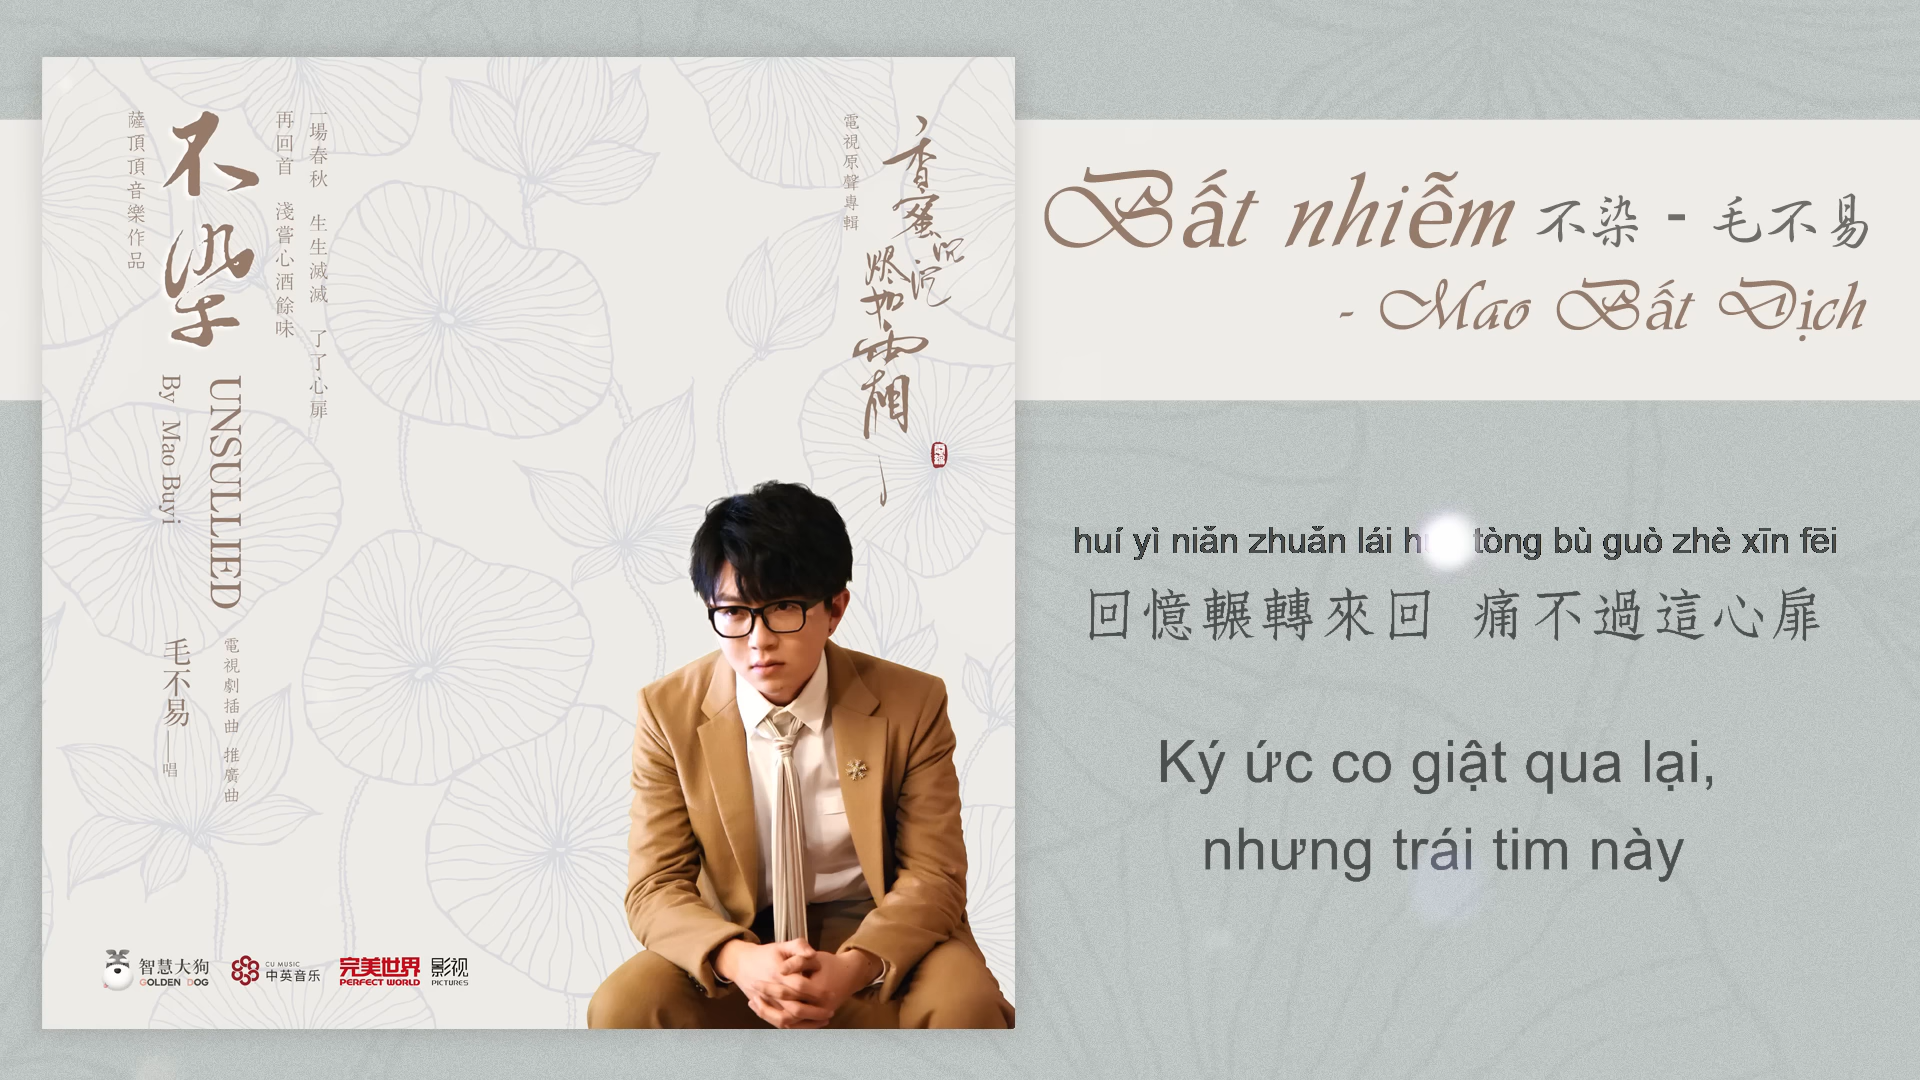 薩頂頂音樂作品
不染
UNSULLIED
By Mao Buyi
再回首 淺嘗心酒餘味
一場春秋 生生滅滅 了了心扉
毛不易—唱
電視劇插曲 推廣曲
電視原聲專輯
香蜜沉沉烬如霜
智慧大狗
GOLDEN DOG
CU MUSIC
中英音乐
完美世界
PERFECT WORLD
影视
PICTURES
Bất nhiễm 不染 - 毛不易
- Mao Bất Dịch
huí yì niǎn zhuǎn lái tòng bù guò zhè xīn fēi
回憶輾轉來回 痛不過這心扉
Ký ức co giật qua lại,
nhưng trái tim này